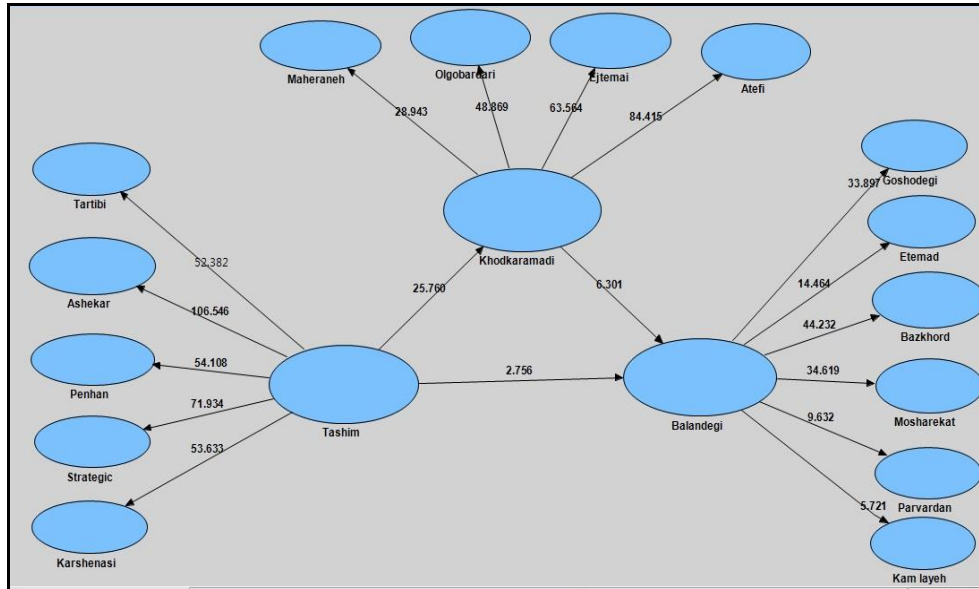 Maheraneh
Olgobardari
Ejtemai
Atefi
28.943
48.869
63.564
84.415
Goshodegi
33.897
Tartibi
Etemad
Khodkaramadi
14.464
52.382
25.760
6.301
Ashekar
Bazkhord
106.546
44.232
Penhan
54.108
2.756
34.619
Tashim
Balandegi
Mosharekat
71.934
9.632
Strategic
53.633
Parvardan
5.721
Karshenasi
Kam layeh